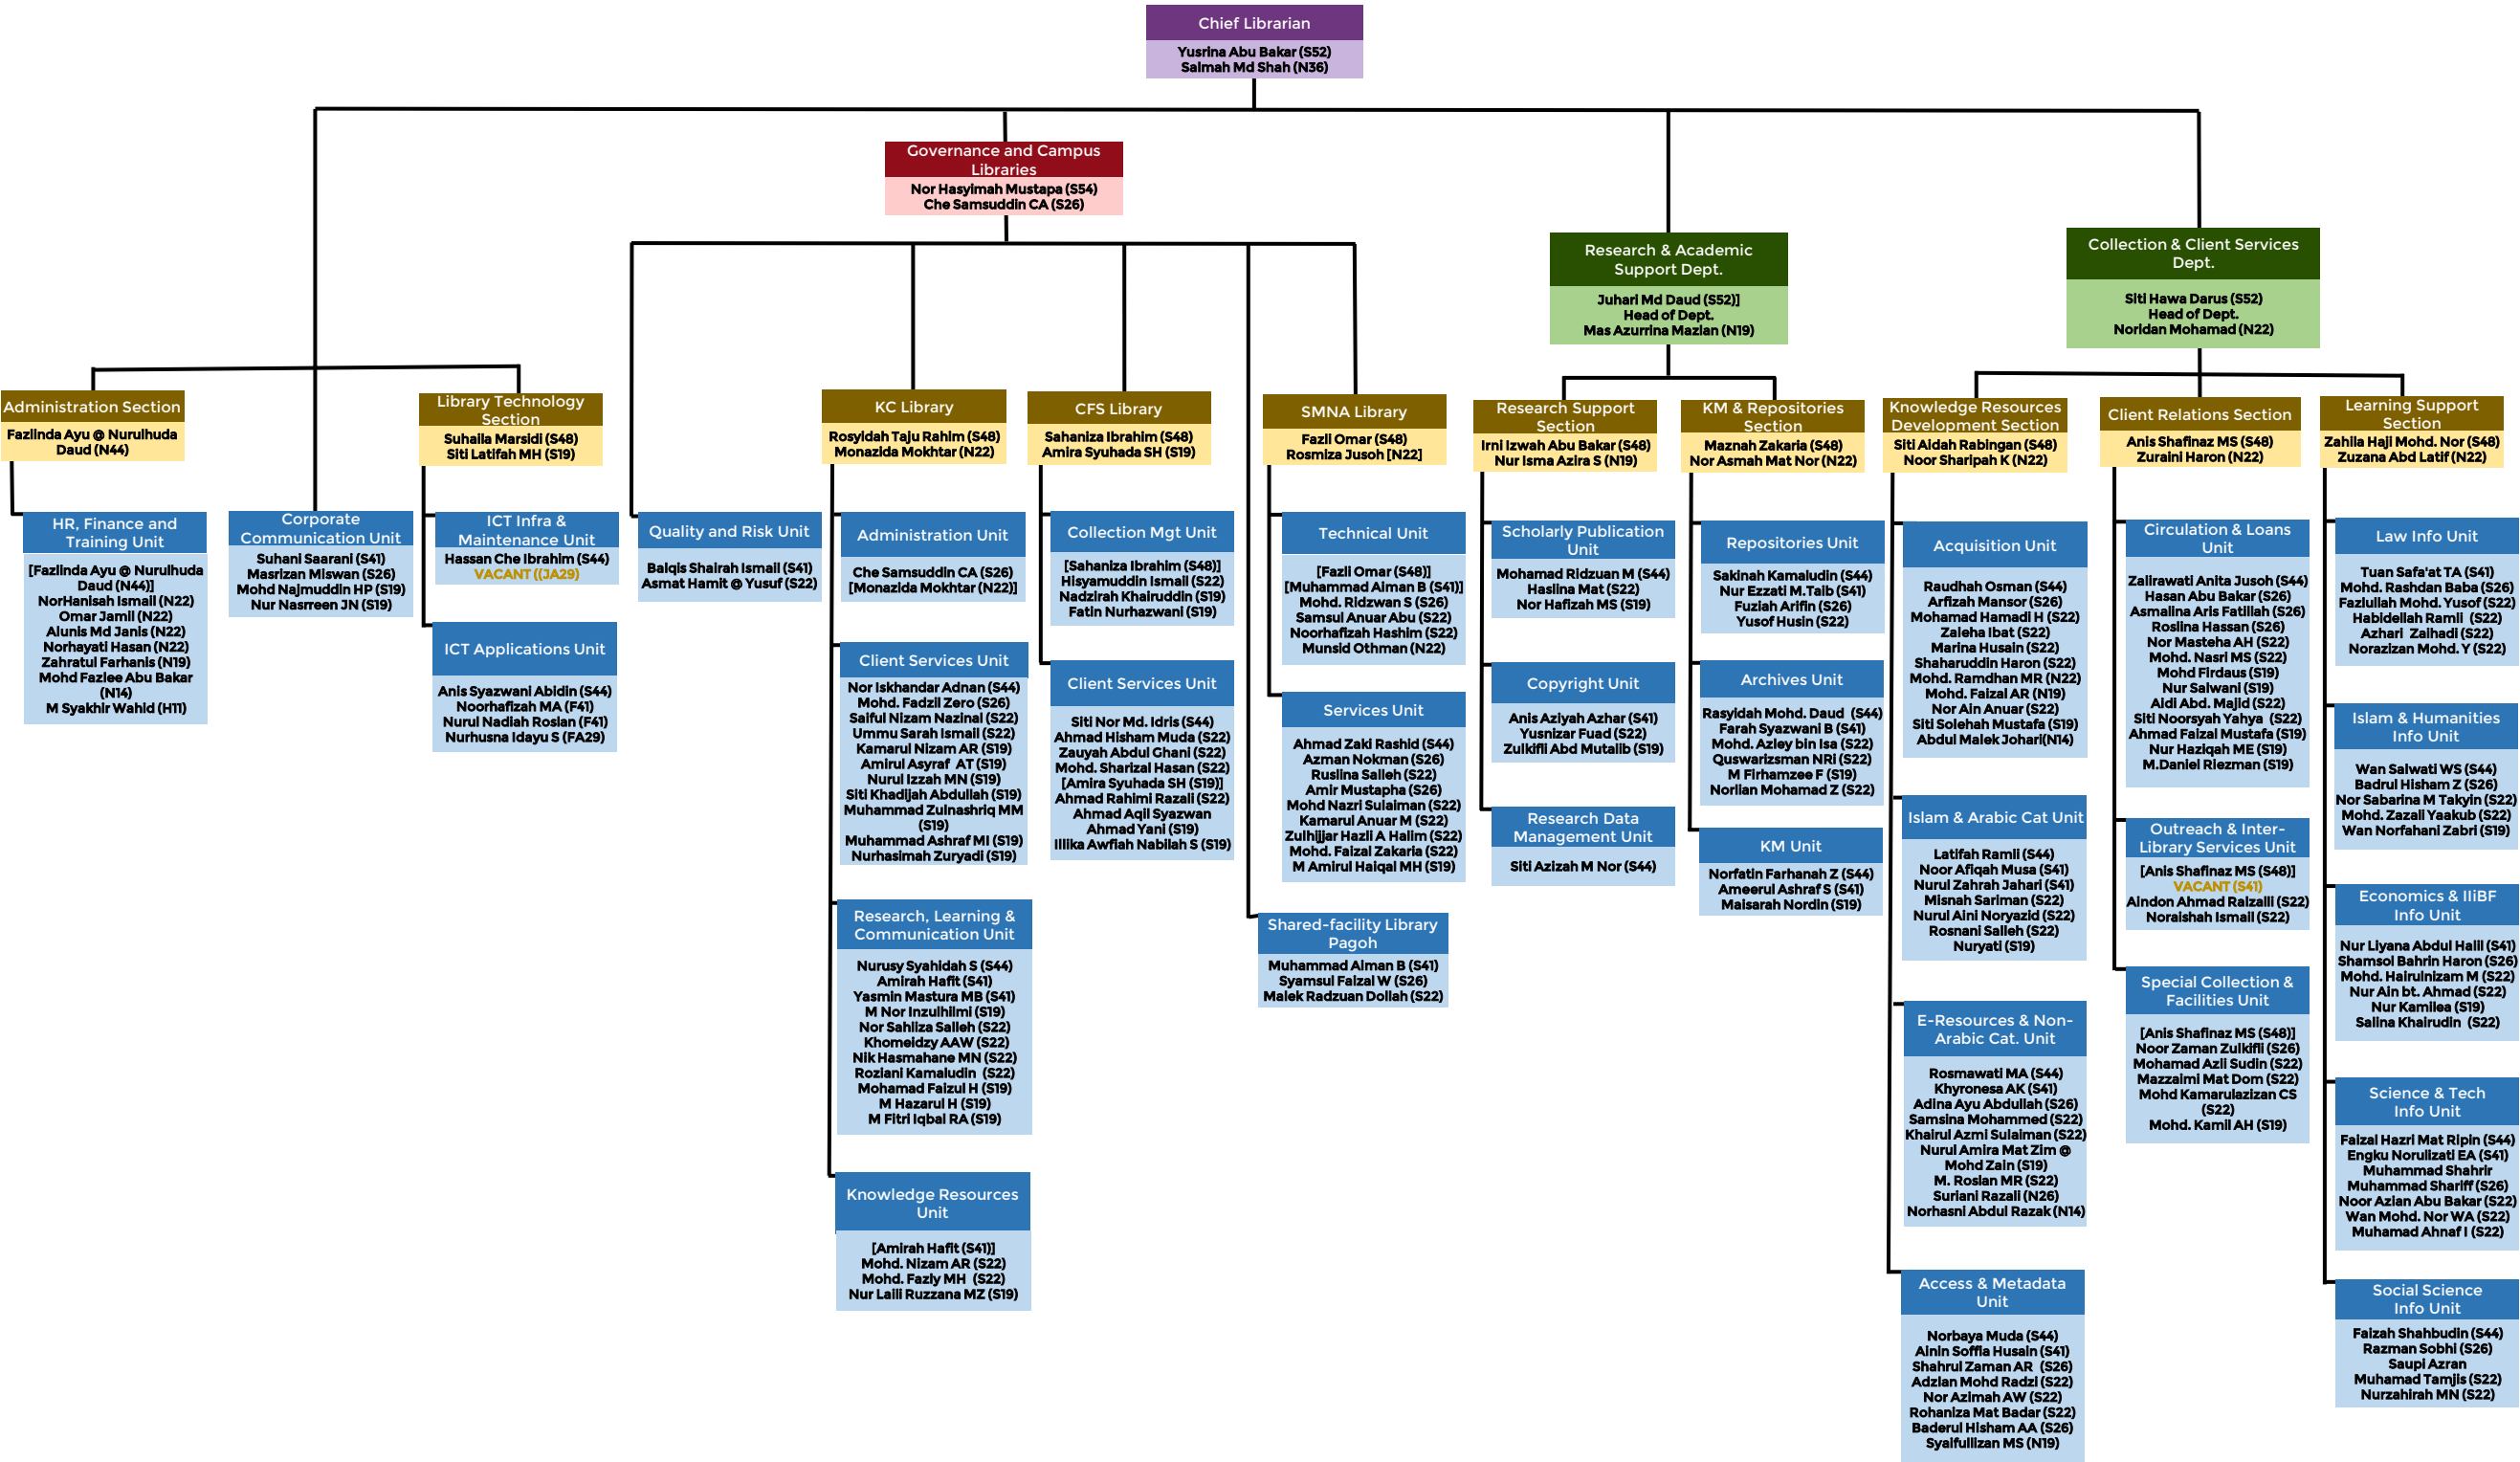 Chief Librarian
Yusrina Abu Bakar (S52)
Salmah Md Shah (N36)
Governance and Campus
Libraries
Nor Hasyimah Mustapa (S54)
Che Samsuddin CA (S26)
Research & Academic
Support Dept.
Juhari Md Daud (S52)]
Head of Dept.
Mas Azurrina Mazlan (N19)
Collection & Client Services
Dept.
Siti Hawa Darus (S52)
Head of Dept.
Noridan Mohamad (N22)
Administration Section
Fazlinda Ayu @ Nurulhuda
Daud (N44)
HR, Finance and
Training Unit
[Fazlinda Ayu @ Nurulhuda
Daud (N44)]
NorHanisah Ismail (N22)
Omar Jamil (N22)
Alunis Md Janis (N22)
Norhayati Hasan (N22)
Zahratul Farhanis (N19)
Mohd Fazlee Abu Bakar
(N14)
M Syakhir Wahid (H11)
Corporate
Communication Unit
Suhani Saarani (S41)
Masrizan Miswan (S26)
Mohd Najmuddin HP (S19)
Nur Nasrreen JN (S19)
Library Technology
Section
Suhaila Marsidi (S48)
Siti Latifah MH (S19)
ICT Infra &
Maintenance Unit
Hassan Che Ibrahim (S44)
VACANT ((JA29)
ICT Applications Unit
Anis Syazwani Abidin (S44)
Noorhafizah MA (F41)
Nurul Nadiah Roslan (F41)
Nurhusna Idayu S (FA29)
Quality and Risk Unit
Balqis Shairah Ismail (S41)
Asmat Hamit @ Yusuf (S22)
KC Library
Rosyidah Taju Rahim (S48)
Monazida Mokhtar (N22)
Administration Unit
Che Samsuddin CA (S26)
[Monazida Mokhtar (N22)]
Client Services Unit
Nor Iskhandar Adnan (S44)
Mohd. Fadzil Zero (S26)
Saiful Nizam Nazinai (S22)
Ummu Sarah Ismail (S22)
Kamarul Nizam AR (S19)
Amirul Asyraf  AT (S19)
Nurul Izzah MN (S19)
Siti Khadijah Abdullah (S19)
Muhammad Zulnashriq MM
(S19)
Muhammad Ashraf MI (S19)
Nurhasimah Zuryadi (S19)
Research, Learning &
Communication Unit
Nurusy Syahidah S (S44)
Amirah Hafit (S41)
Yasmin Mastura MB (S41)
M Nor Inzulhilmi (S19)
Nor Sahliza Salleh (S22)
Khomeidzy AAW (S22)
Nik Hasmahane MN (S22)
Roziani Kamaludin  (S22)
Mohamad Faizul H (S19)
M Hazarul H (S19)
M Fitri Iqbal RA (S19)
Knowledge Resources
Unit
[Amirah Hafit (S41)]
Mohd. Nizam AR (S22)
Mohd. Fazly MH  (S22)
Nur Laili Ruzzana MZ (S19)
CFS Library
Sahaniza Ibrahim (S48)
Amira Syuhada SH (S19)
Collection Mgt Unit
[Sahaniza Ibrahim (S48)]
Hisyamuddin Ismail (S22)
Nadzirah Khairuddin (S19)
Fatin Nurhazwani (S19)
Client Services Unit
Siti Nor Md. Idris (S44)
Ahmad Hisham Muda (S22)
Zauyah Abdul Ghani (S22)
Mohd. Sharizal Hasan (S22)
[Amira Syuhada SH (S19)]
Ahmad Rahimi Razali (S22)
Ahmad Aqil Syazwan
Ahmad Yani (S19)
Illika Awfiah Nabilah S (S19)
SMNA Library
Fazli Omar (S48)
Rosmiza Jusoh [N22]
Technical Unit
[Fazli Omar (S48)]
[Muhammad Aiman B (S41)]
Mohd. Ridzwan S (S26)
Samsul Anuar Abu (S22)
Noorhafizah Hashim (S22)
Munsid Othman (N22)
Services Unit
Ahmad Zaki Rashid (S44)
Azman Nokman (S26)
Ruslina Salleh (S22)
Amir Mustapha (S26)
Mohd Nazri Sulaiman (S22)
Kamarul Anuar M (S22)
Zulhijjar Hazli A Halim (S22)
Mohd. Faizal Zakaria (S22)
M Amirul Haiqal MH (S19)
Shared-facility Library
Pagoh
Muhammad Aiman B (S41)
Syamsul Faizal W (S26)
Malek Radzuan Dollah (S22)
Research Support
Section
Irni Izwah Abu Bakar (S48)
Nur Isma Azira S (N19)
Scholarly Publication
Unit
Mohamad Ridzuan M (S44)
Haslina Mat (S22)
Nor Hafizah MS (S19)
Copyright Unit
Anis Aziyah Azhar (S41)
Yusnizar Fuad (S22)
Zulkifli Abd Mutalib (S19)
Research Data
Management Unit
Siti Azizah M Nor (S44)
KM & Repositories
Section
Maznah Zakaria (S48)
Nor Asmah Mat Nor (N22)
Repositories Unit
Sakinah Kamaludin (S44)
Nur Ezzati M.Taib (S41)
Fuziah Arifin (S26)
Yusof Husin (S22)
Archives Unit
Rasyidah Mohd. Daud  (S44)
Farah Syazwani B (S41)
Mohd. Azley bin Isa (S22)
Quswarizsman NRi (S22)
M Firhamzee F (S19)
Norlian Mohamad Z (S22)
KM Unit
Norfatin Farhanah Z (S44)
Ameerul Ashraf S (S41)
Maisarah Nordin (S19)
Knowledge Resources
Development Section
Siti Aidah Rabingan (S48)
Noor Sharipah K (N22)
Acquisition Unit
Raudhah Osman (S44)
Arfizah Mansor (S26)
Mohamad Hamadi H (S22)
Zaleha Ibat (S22)
Marina Husain (S22)
Shaharuddin Haron (S22)
Mohd. Ramdhan MR (N22)
Mohd. Faizal AR (N19)
Nor Ain Anuar (S22)
Siti Solehah Mustafa (S19)
Abdul Malek Johari(N14)
Islam & Arabic Cat Unit
Latifah Ramli (S44)
Noor Afiqah Musa (S41)
Nurul Zahrah Jahari (S41)
Misnah Sariman (S22)
Nurul Aini Noryazid (S22)
Rosnani Salleh (S22)
Nuryati (S19)
E-Resources & Non-
Arabic Cat. Unit
Rosmawati MA (S44)
Khyronesa AK (S41)
Adina Ayu Abdullah (S26)
Samsina Mohammed (S22)
Khairul Azmi Sulaiman (S22)
Nurul Amira Mat Zim @
Mohd Zain (S19)
M. Roslan MR (S22)
Suriani Razali (N26)
Norhasni Abdul Razak (N14)
Access & Metadata
Unit
Norbaya Muda (S44)
Ainin Soffia Husain (S41)
Shahrul Zaman AR  (S26)
Adzlan Mohd Radzi (S22)
Nor Azimah AW (S22)
Rohaniza Mat Badar (S22)
Baderul Hisham AA (S26)
Syaifullizan MS (N19)
Client Relations Section
Anis Shafinaz MS (S48)
Zuraini Haron (N22)
Circulation & Loans
Unit
Zalirawati Anita Jusoh (S44)
Hasan Abu Bakar (S26)
Asmalina Aris Fatillah (S26)
Roslina Hassan (S26)
Nor Masteha AH (S22)
Mohd. Nasri MS (S22)
Mohd Firdaus (S19)
Nur Salwani (S19)
Aidi Abd. Majid (S22)
Siti Noorsyah Yahya  (S22)
Ahmad Faizal Mustafa (S19)
Nur Haziqah ME (S19)
M.Daniel Riezman (S19)
Outreach & Inter-
Library Services Unit
[Anis Shafinaz MS (S48)]
VACANT (S41)
Aindon Ahmad Raizalli (S22)
Noraishah Ismail (S22)
Special Collection &
Facilities Unit
[Anis Shafinaz MS (S48)]
Noor Zaman Zulkifli (S26)
Mohamad Azli Sudin (S22)
Mazzaimi Mat Dom (S22)
Mohd Kamarulazizan CS
(S22)
Mohd. Kamil AH (S19)
Learning Support
Section
Zahila Haji Mohd. Nor (S48)
Zuzana Abd Latif (N22)
Law Info Unit
Tuan Safa'at TA (S41)
Mohd. Rashdan Baba (S26)
Fazlullah Mohd. Yusof (S22)
Habidellah Ramli  (S22)
Azhari  Zaihadi (S22)
Norazizan Mohd. Y (S22)
Islam & Humanities
Info Unit
Wan Salwati WS (S44)
Badrul Hisham Z (S26)
Nor Sabarina M Takyin (S22)
Mohd. Zazali Yaakub (S22)
Wan Norfahani Zabri (S19)
Economics & IIiBF
Info Unit
Nur Liyana Abdul Halil (S41)
Shamsol Bahrin Haron (S26)
Mohd. Hairulnizam M (S22)
Nur Ain bt. Ahmad (S22)
Nur Kamilea (S19)
Salina Khairudin  (S22)
Science & Tech
Info Unit
Faizal Hazri Mat Ripin (S44)
Engku Norulizati EA (S41)
Muhammad Shahrir
Muhammad Shariff (S26)
Noor Azlan Abu Bakar (S22)
Wan Mohd. Nor WA (S22)
Muhamad Ahnaf I (S22)
Social Science
Info Unit
Faizah Shahbudin (S44)
Razman Sobhi (S26)
Saupi Azran
Muhamad Tamjis (S22)
Nurzahirah MN (S22)